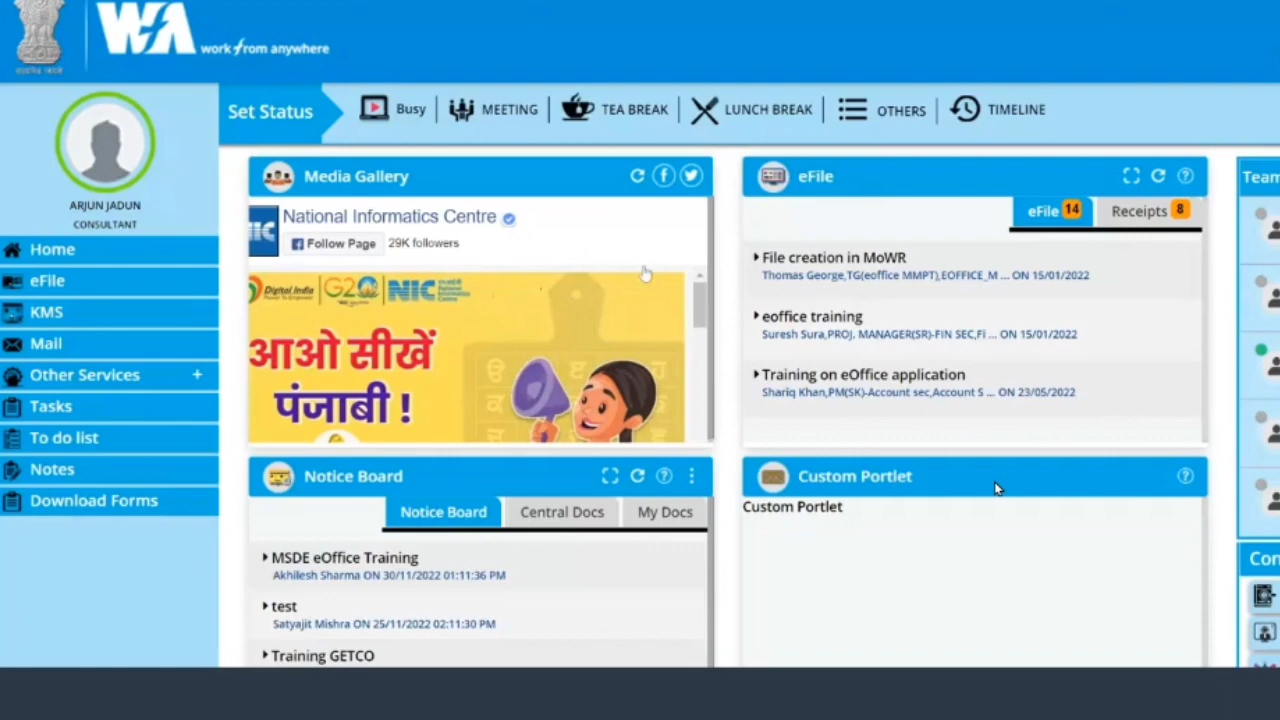 WA work from anywhere
Set Status
Busy
MEETING
TEA BREAK
LUNCH BREAK
OTHERS
TIMELINE
ARJUN JADUN
CONSULTANT
Home
eFile
KMS
Mail
Other Services +
Tasks
To do list
Notes
Download Forms
Media Gallery
National Informatics Centre
Follow Page 29K followers
Digital India G20 NIC
आओ सीखें
पंजाबी !
eFile
eFile 14 Receipts 8
File creation in MoWR
Thomas George,TG(eoffice MMPT),EOFFICE_M ... ON 15/01/2022
eoffice training
Suresh Sura,PROJ. MANAGER(SR)-FIN SEC,Fi ... ON 15/01/2022
Training on eOffice application
Shariq Khan,PM(SK)-Account sec,Account S ... ON 23/05/2022
Notice Board
Notice Board Central Docs My Docs
MSDE eOffice Training
Akhilesh Sharma ON 30/11/2022 01:11:36 PM
test
Satyajit Mishra ON 25/11/2022 02:11:30 PM
Training GETCO
Custom Portlet
Custom Portlet
Team
Con